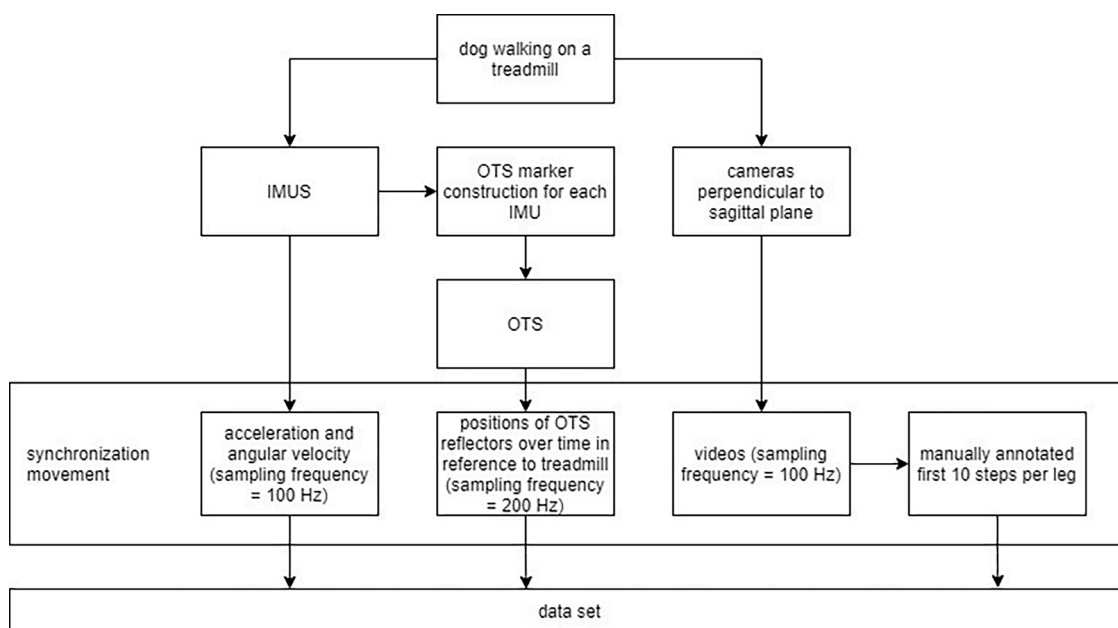 dog walking on a
treadmill
IMUS
OTS marker
construction for each
IMU
cameras
perpendicular to
sagittal plane
OTS
synchronization
movement
acceleration and
angular velocity
(sampling frequency
= 100 Hz)
positions of OTS
reflectors over time in
reference to treadmill
(sampling frequency
= 200 Hz)
videos (sampling
frequency = 100 Hz)
manually annotated
first 10 steps per leg
data set